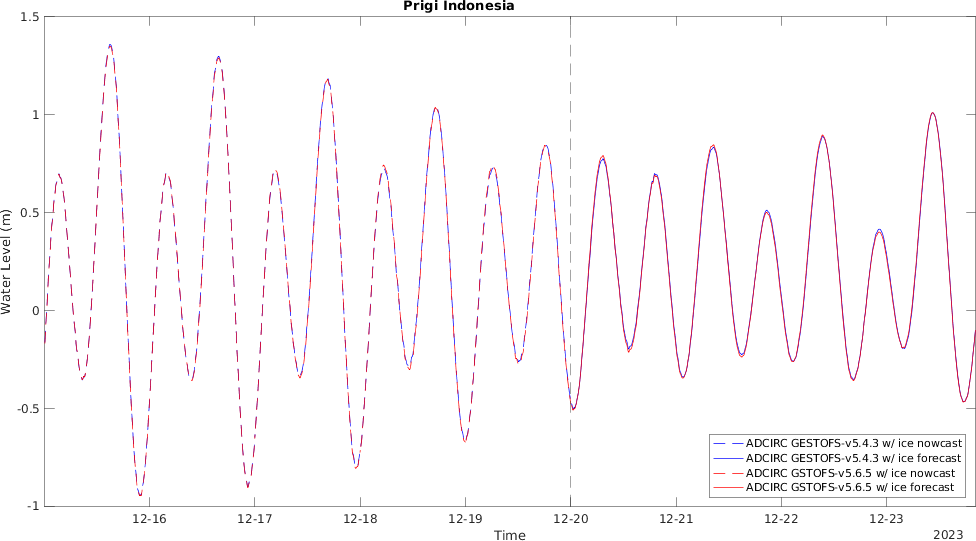 Prigi Indonesia
1.5
1
0.5
0
-0.5
-1
Water Level (m)
12-16
12-17
12-18
12-19
12-20
12-21
12-22
12-23
Time
2023
ADCIRC GESTOFS-v5.4.3 w/ ice nowcast
ADCIRC GESTOFS-v5.4.3 w/ ice forecast
ADCIRC GSTOFS-v5.6.5 w/ ice nowcast
ADCIRC GSTOFS-v5.6.5 w/ ice forecast